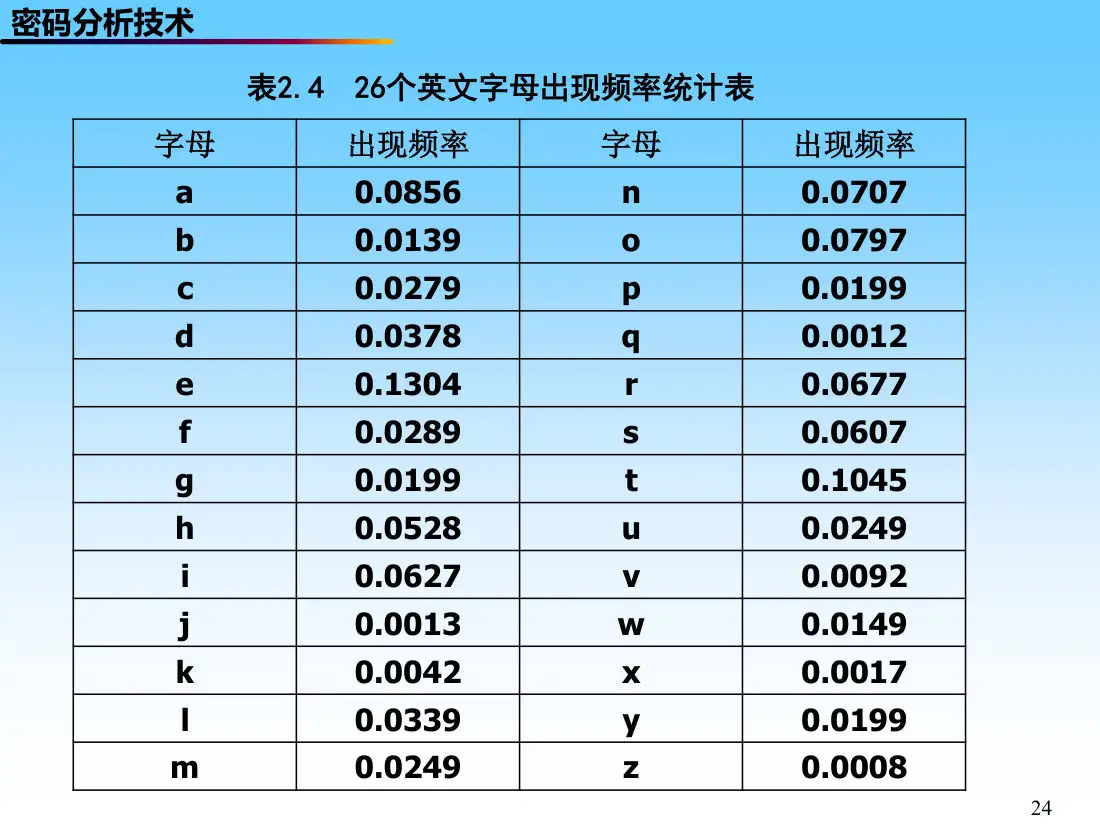 密码分析技术
表2.4 26个英文字母出现频率统计表
字母 出现频率 字母 出现频率
a 0.0856 n 0.0707
b 0.0139 o 0.0797
c 0.0279 p 0.0199
d 0.0378 q 0.0012
e 0.1304 r 0.0677
f 0.0289 s 0.0607
g 0.0199 t 0.1045
h 0.0528 u 0.0249
i 0.0627 v 0.0092
j 0.0013 w 0.0149
k 0.0042 x 0.0017
l 0.0339 y 0.0199
m 0.0249 z 0.0008
24